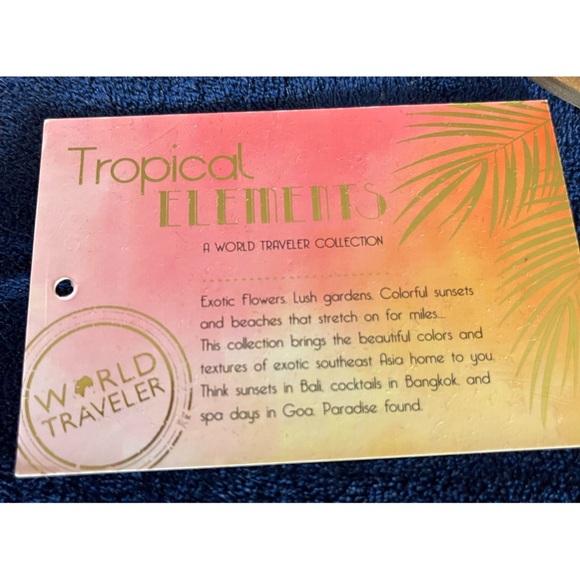 Tropical
ELEMENTS
A WORLD TRAVELER COLLECTION
Exotic Flowers. Lush gardens. Colorful sunsets
and beaches that stretch on for miles...
This collection brings the beautiful colors and
textures of exotic southeast Asia home to you.
Think sunsets in Bali, cocktails in Bangkok, and
spa days in Goa. Paradise found.
WORLD
TRAVELER